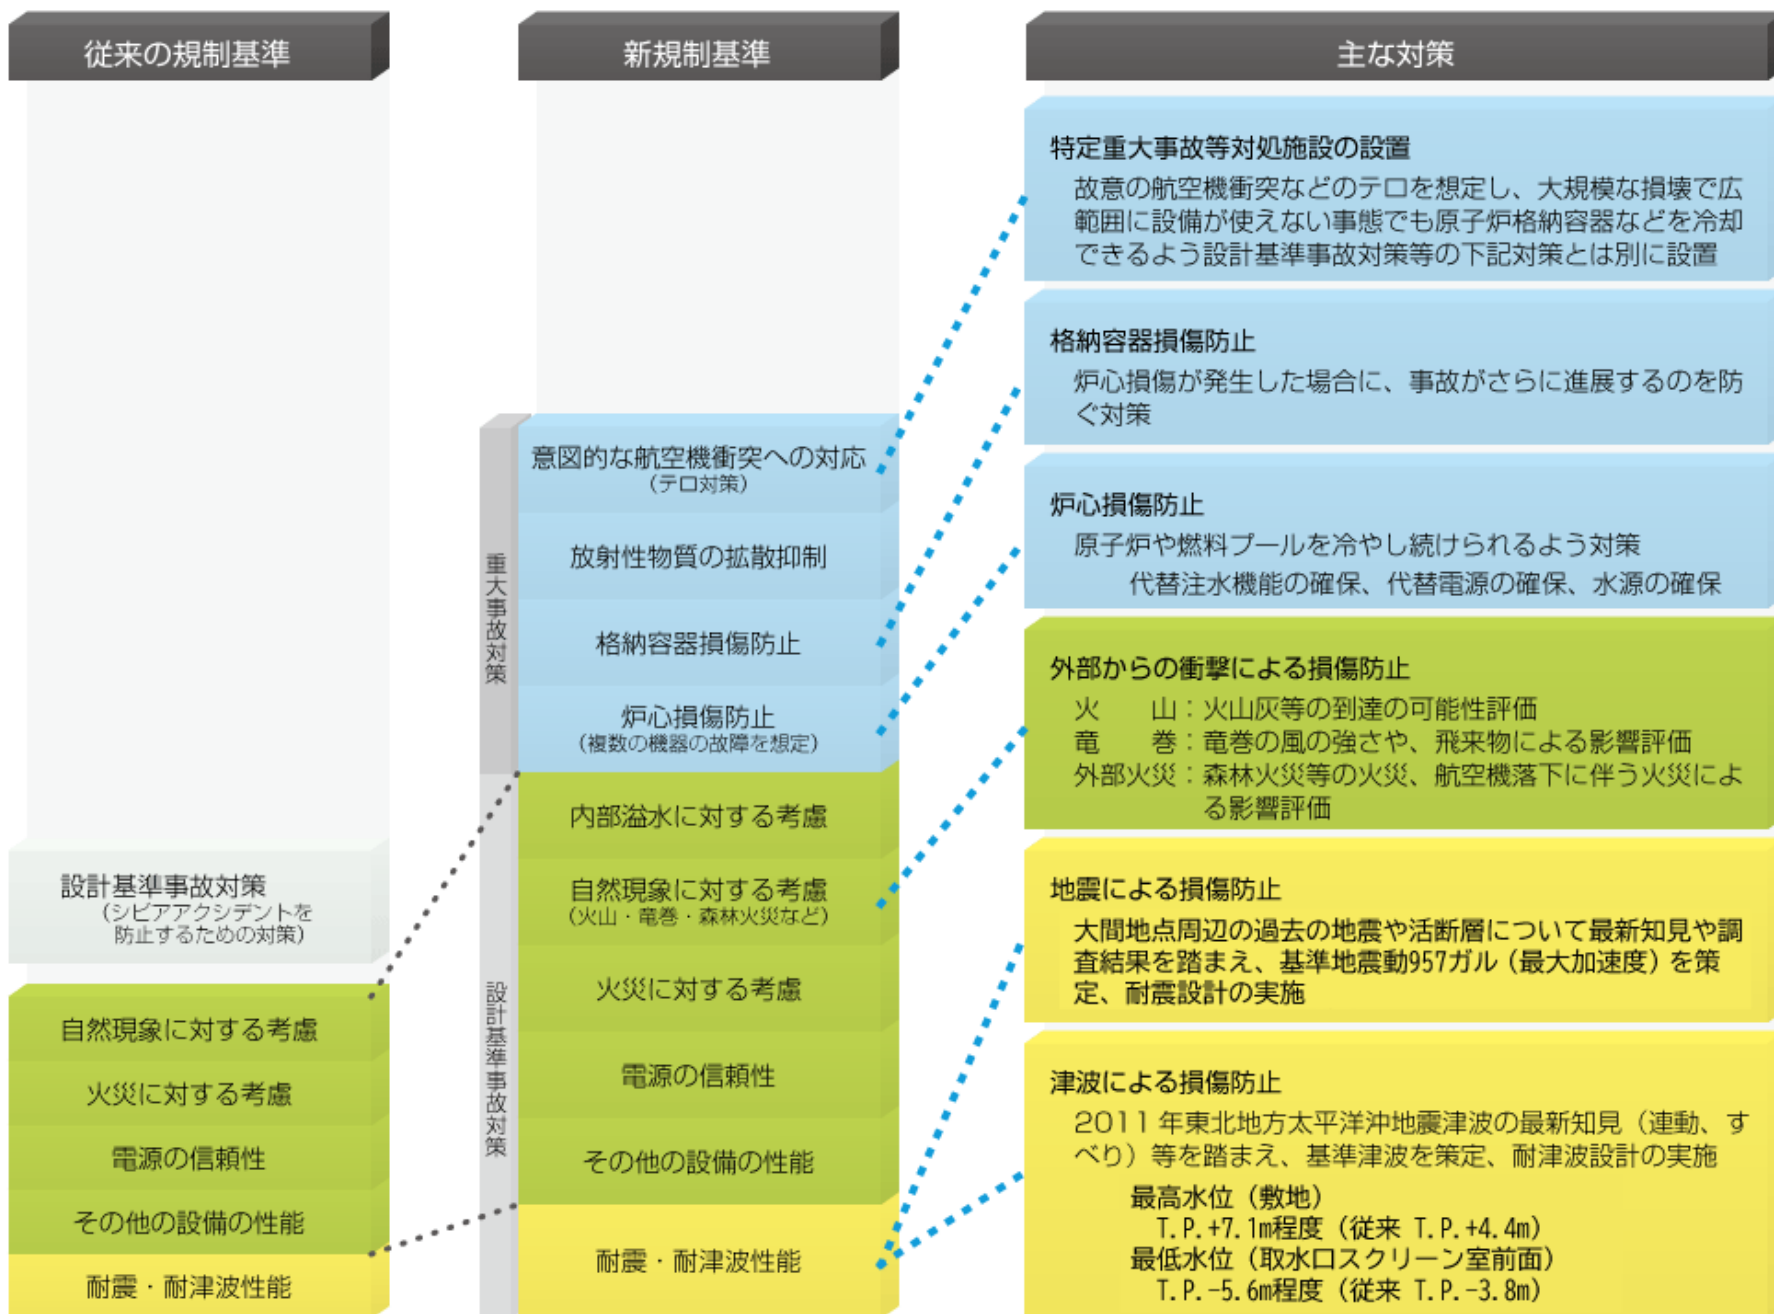 従来の規制基準
設計基準事故対策
(シビアアクシデントを
防止するための対策)
自然現象に対する考慮
火災に対する考慮
電源の信頼性
その他の設備の性能
耐震・耐津波性能
新規制基準
重大事故対策
意図的な航空機衝突への対応
(テロ対策)
放射性物質の拡散抑制
格納容器損傷防止
炉心損傷防止
(複数の機器の故障を想定)
設計基準事故対策
内部溢水に対する考慮
自然現象に対する考慮
(火山・竜巻・森林火災など)
火災に対する考慮
電源の信頼性
その他の設備の性能
耐震・耐津波性能
主な対策
特定重大事故等対処施設の設置
故意の航空機衝突などのテロを想定し、大規模な損壊で広
範囲に設備が使えない事態でも原子炉格納容器などを冷却
できるよう設計基準事故対策等の下記対策とは別に設置
格納容器損傷防止
炉心損傷が発生した場合に、事故がさらに進展するのを防
ぐ対策
炉心損傷防止
原子炉や燃料プールを冷やし続けられるよう対策
代替注水機能の確保、代替電源の確保、水源の確保
外部からの衝撃による損傷防止
火　　山：火山灰等の到達の可能性評価
竜　　巻：竜巻の風の強さや、飛来物による影響評価
外部火災：森林火災等の火災、航空機落下に伴う火災によ
る影響評価
地震による損傷防止
大間地点周辺の過去の地震や活断層について最新知見や調
査結果を踏まえ、基準地震動957ガル（最大加速度）を策
定、耐震設計の実施
津波による損傷防止
2011年東北地方太平洋沖地震津波の最新知見（連動、す
べり）等を踏まえ、基準津波を策定、耐津波設計の実施
最高水位（敷地）
T.P.+7.1m程度（従来 T.P.+4.4m）
最低水位（取水口スクリーン室前面）
T.P.-5.6m程度（従来 T.P.-3.8m）